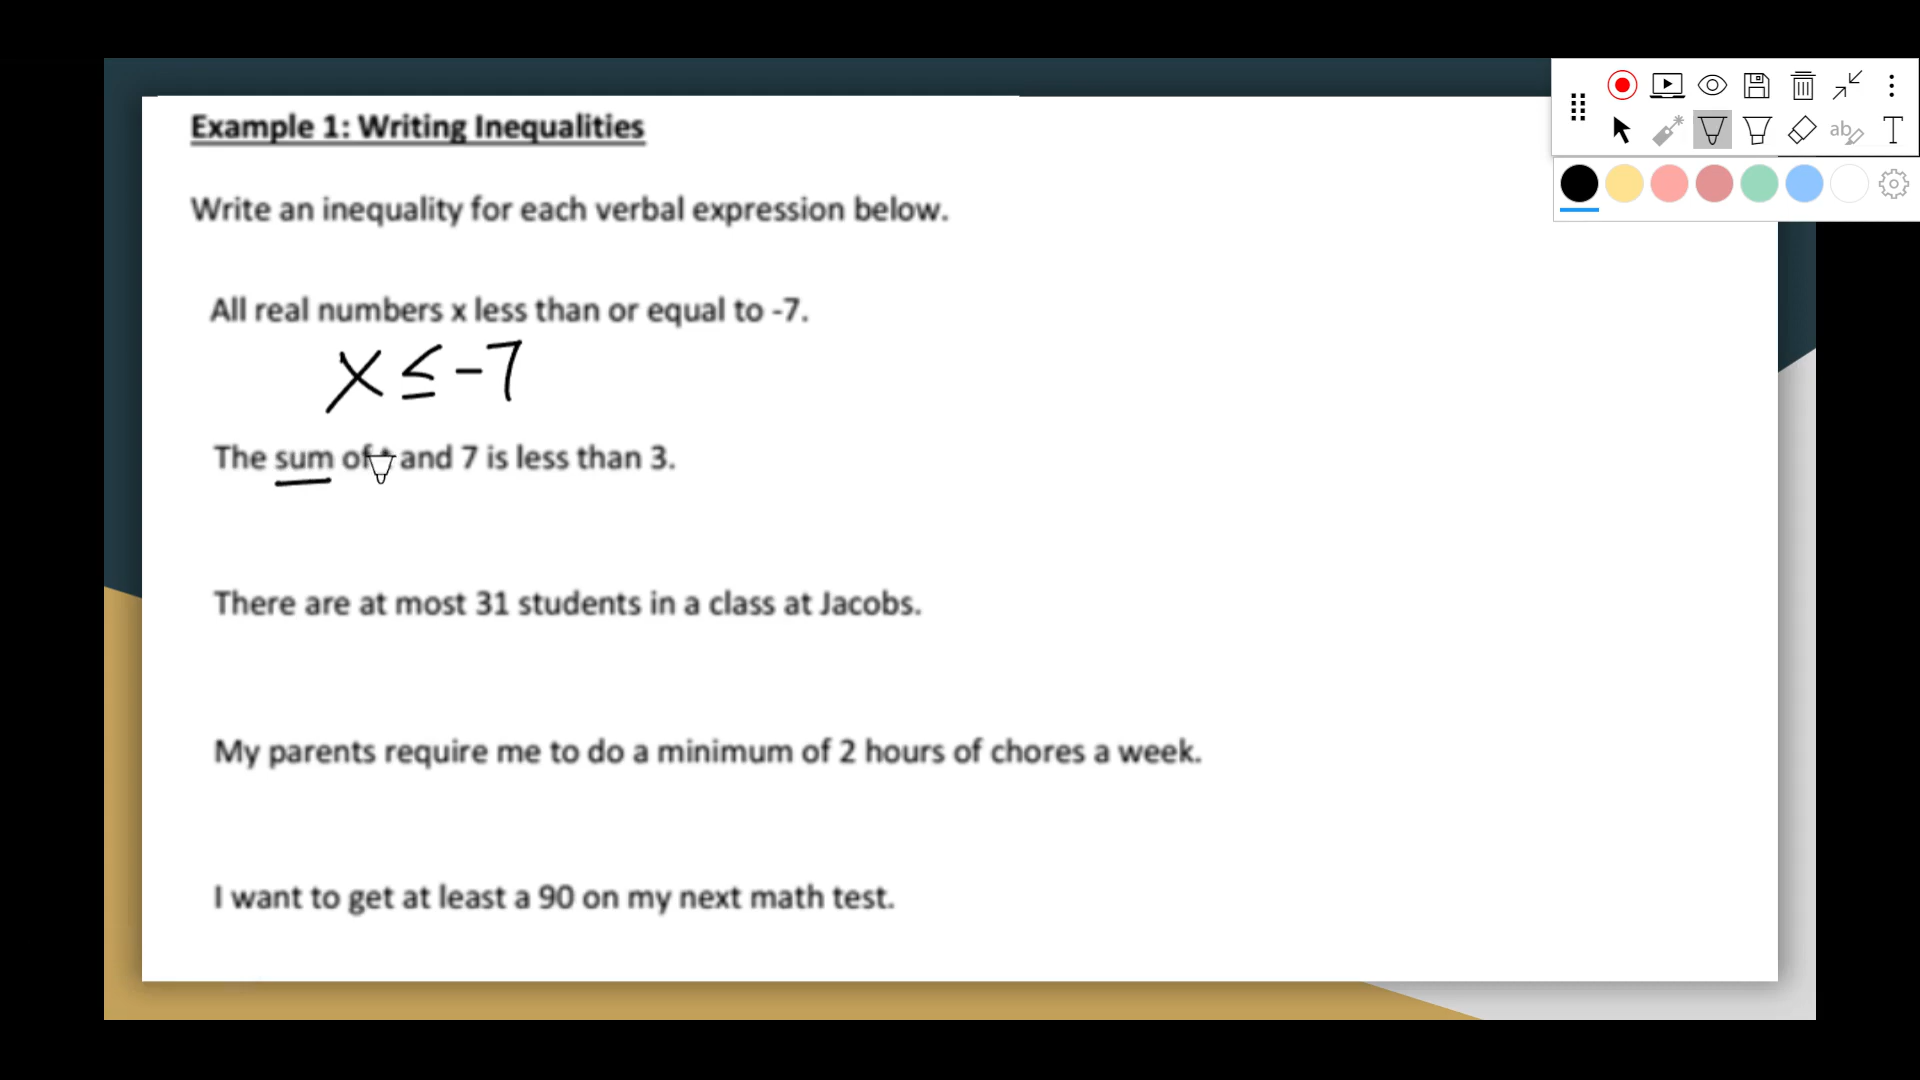 Example 1: Writing Inequalities
Write an inequality for each verbal expression below.
All real numbers x less than or equal to -7.
x ≤ -7
The sum of and 7 is less than 3.
There are at most 31 students in a class at Jacobs.
My parents require me to do a minimum of 2 hours of chores a week.
I want to get at least a 90 on my next math test.
ab
T